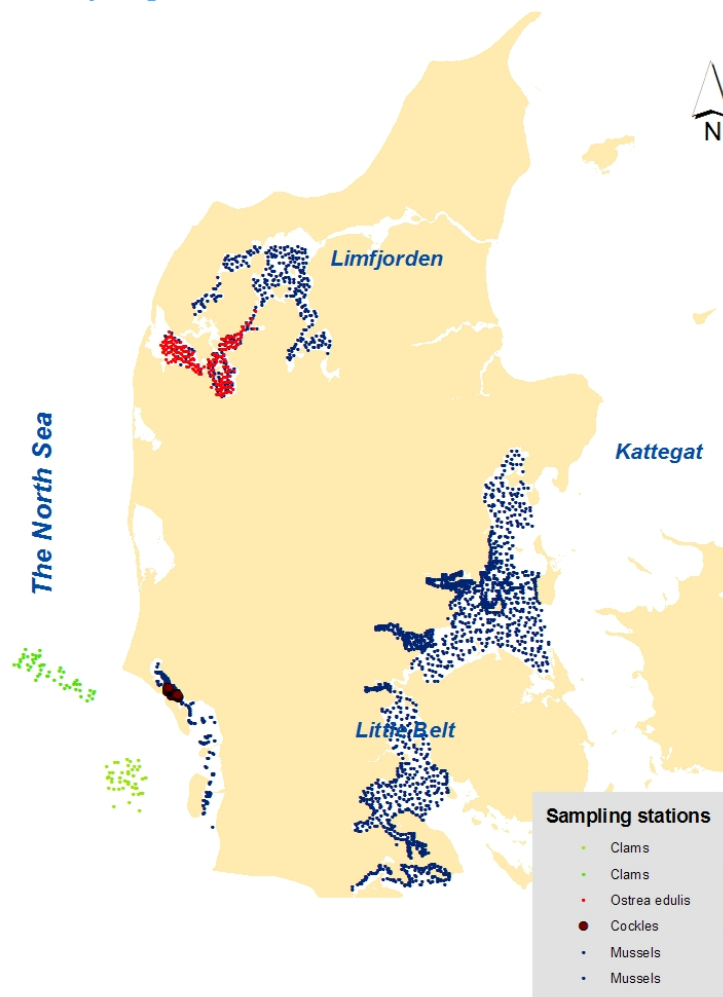 N
Limfjorden
Kattegat
The North Sea
Little Belt
Sampling stations
Clams
Clams
Ostrea edulis
Cockles
Mussels
Mussels